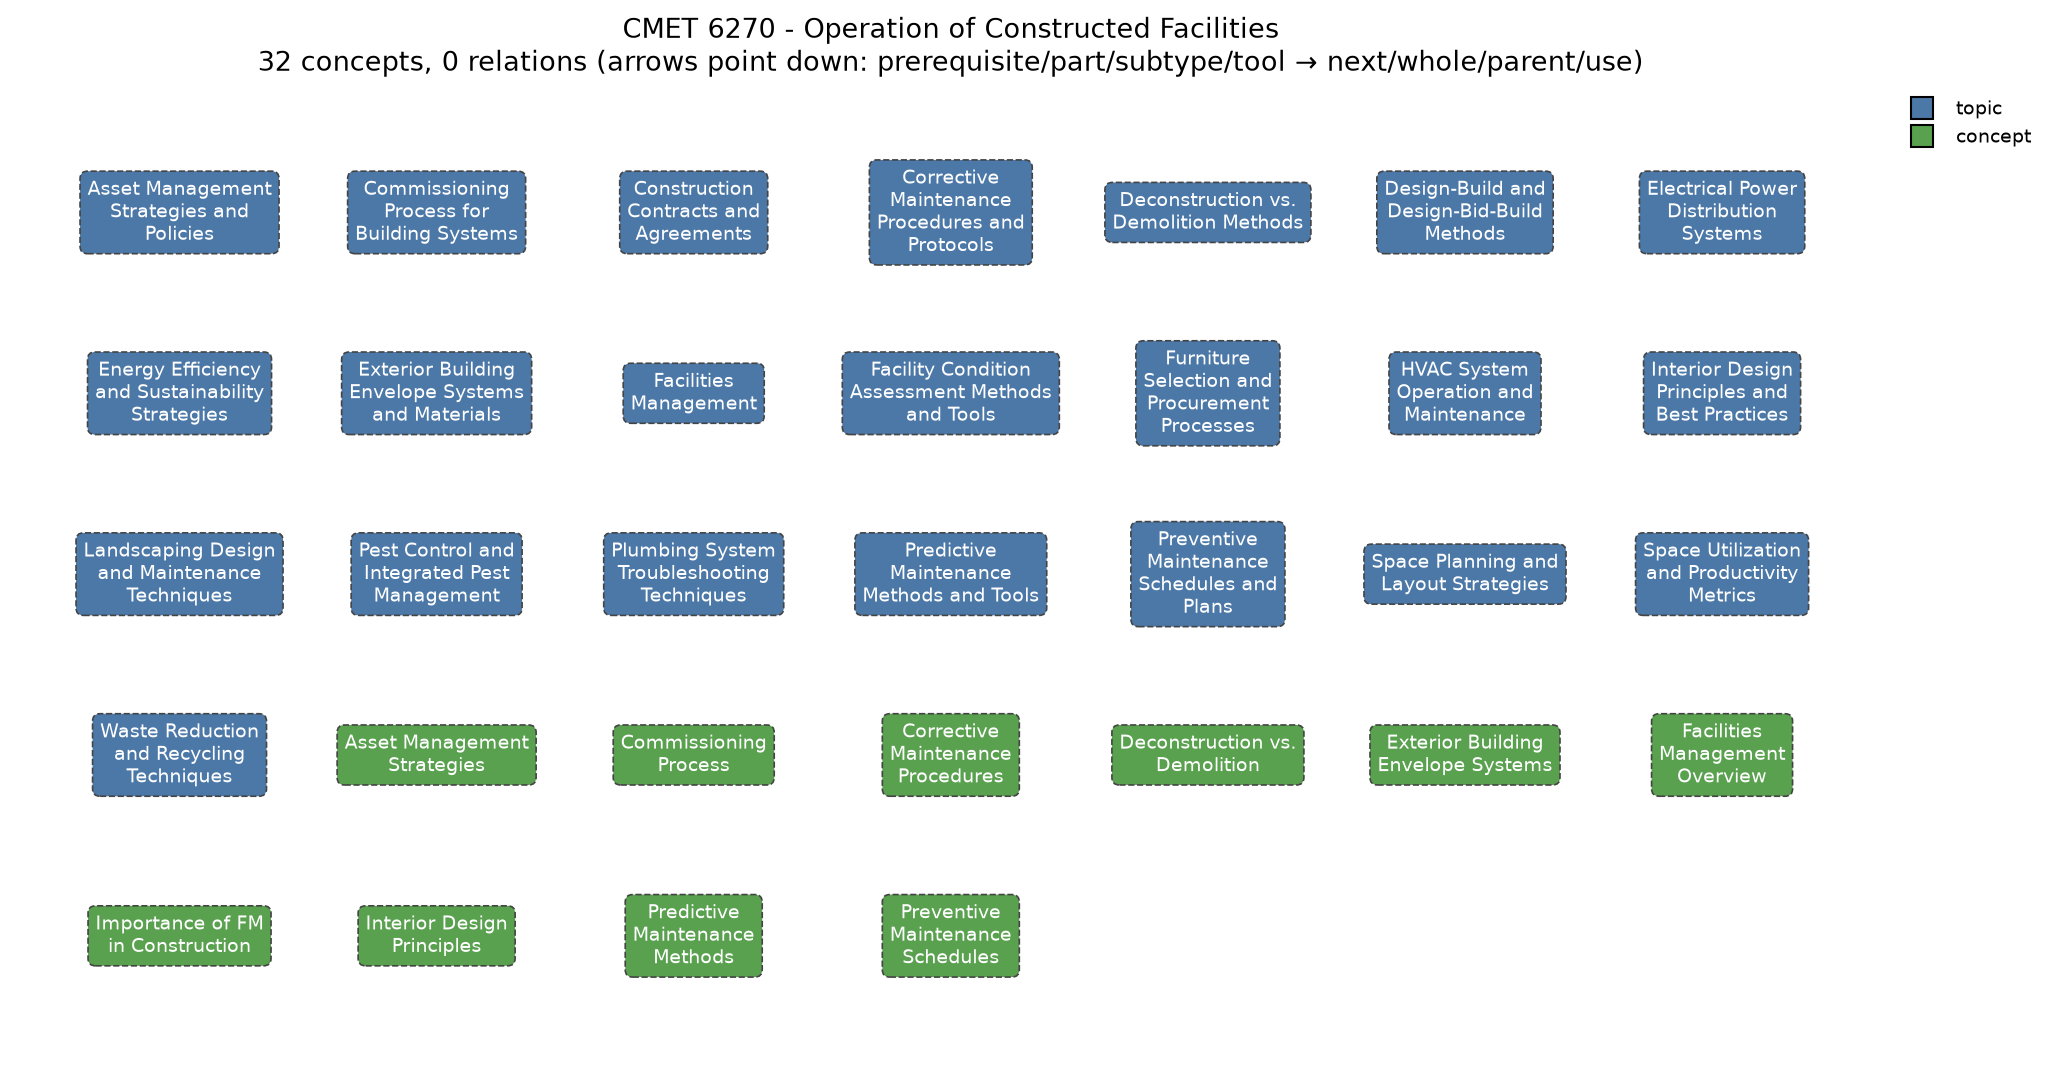 CMET 6270 - Operation of Constructed Facilities
32 concepts, 0 relations (arrows point down: prerequisite/part/subtype/tool → next/whole/parent/use)
topic
concept
Asset Management
Strategies and
Policies
Commissioning
Process for
Building Systems
Construction
Contracts and
Agreements
Corrective
Maintenance
Procedures and
Protocols
Deconstruction vs.
Demolition Methods
Design-Build and
Design-Bid-Build
Methods
Electrical Power
Distribution
Systems
Energy Efficiency
and Sustainability
Strategies
Exterior Building
Envelope Systems
and Materials
Facilities
Management
Facility Condition
Assessment Methods
and Tools
Furniture
Selection and
Procurement
Processes
HVAC System
Operation and
Maintenance
Interior Design
Principles and
Best Practices
Landscaping Design
and Maintenance
Techniques
Pest Control and
Integrated Pest
Management
Plumbing System
Troubleshooting
Techniques
Predictive
Maintenance
Methods and Tools
Preventive
Maintenance
Schedules and
Plans
Space Planning and
Layout Strategies
Space Utilization
and Productivity
Metrics
Waste Reduction
and Recycling
Techniques
Asset Management
Strategies
Commissioning
Process
Corrective
Maintenance
Procedures
Deconstruction vs.
Demolition
Exterior Building
Envelope Systems
Facilities
Management
Overview
Importance of FM
in Construction
Interior Design
Principles
Predictive
Maintenance
Methods
Preventive
Maintenance
Schedules